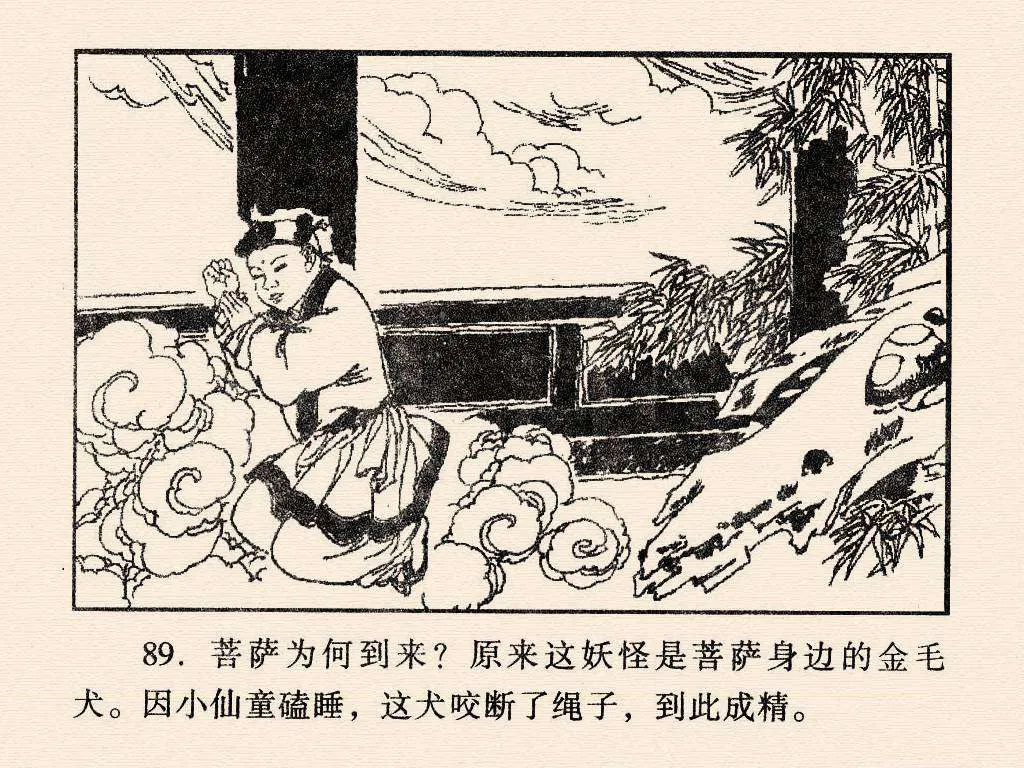 89. 菩萨为何到来？原来这妖怪是菩萨身边的金毛
犬。因小仙童磕睡，这犬咬断了绳子，到此成精。